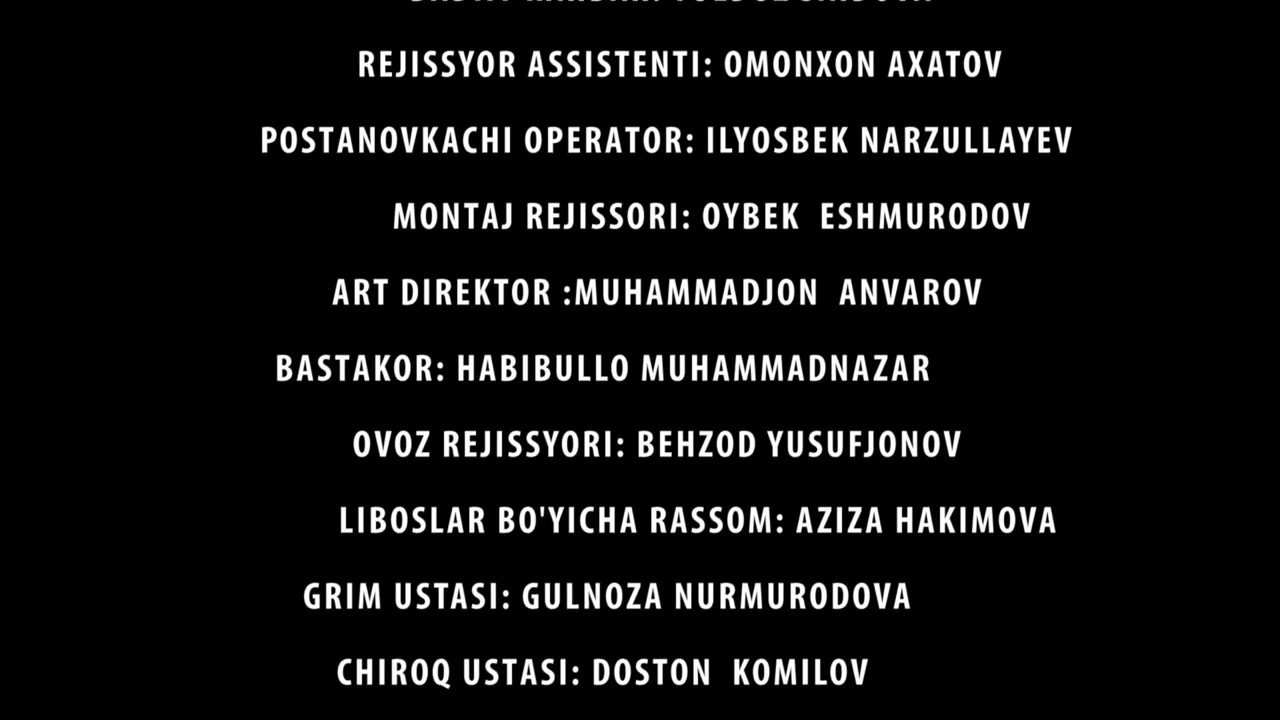 REJISSYOR ASSISTENTI: OMONXON AXATOV
POSTANOVKACHI OPERATOR: ILYOSBEK NARZULLAYEV
MONTAJ REJISSORI: OYBEK  ESHMURODOV
ART DIREKTOR :MUHAMMADJON  ANVAROV
BASTAKOR: HABIBULLO MUHAMMADNAZAR
OVOZ REJISSYORI: BEHZOD YUSUFJONOV
LIBOSLAR BO'YICHA RASSOM: AZIZA HAKIMOVA
GRIM USTASI: GULNOZA NURMURODOVA
CHIROQ USTASI: DOSTON  KOMILOV